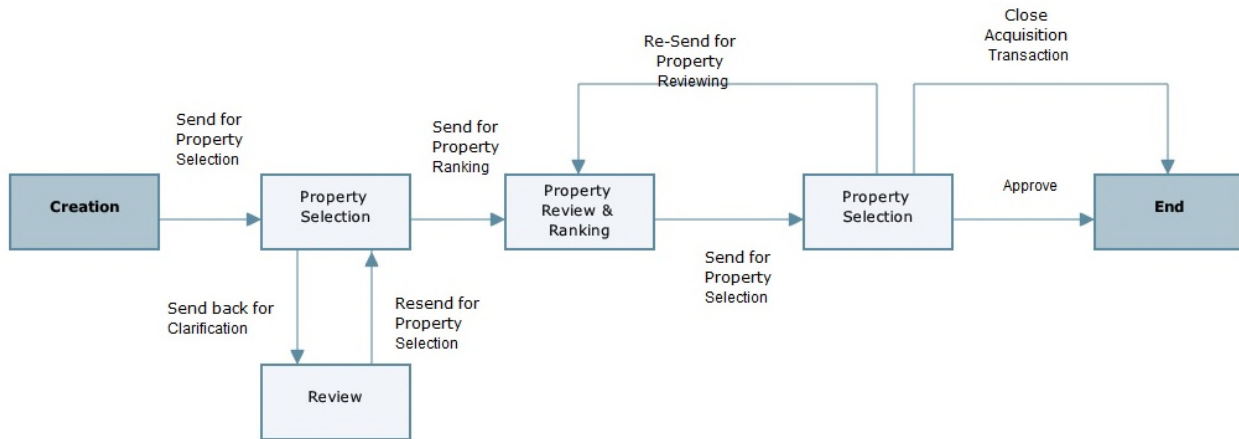 Close
Acquisition
Transaction
Re-Send for
Property
Reviewing
Send for
Property
Selection
Send for
Property
Ranking
Creation
Property
Selection
Property
Review &
Ranking
Property
Selection
Approve
End
Send for
Property
Selection
Send back for
Clarification
Resend for
Property
Selection
Review